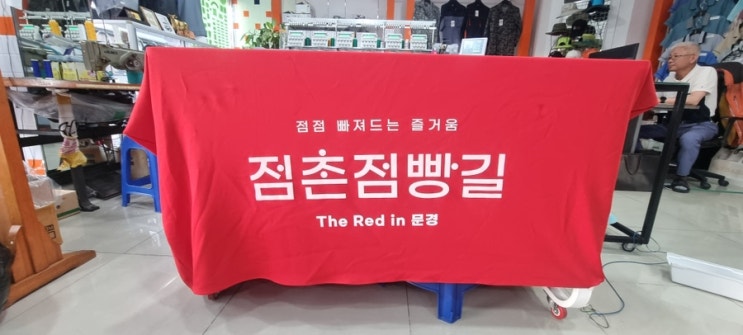 점점 빠져드는 즐거움
점촌점빵길
The Red in 문경